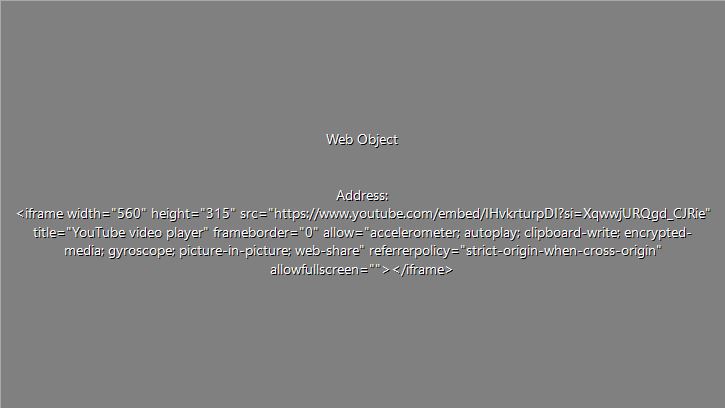 Web Object
Address:
<iframe width="560" height="315" src="https://www.youtube.com/embed/IHvkrturpDI?si=XqwwjURQgd_CJRie"
title="YouTube video player" frameborder="0" allow="accelerometer; autoplay; clipboard-write; encrypted-
media; gyroscope; picture-in-picture; web-share" referrerpolicy="strict-origin-when-cross-origin"
allowfullscreen=""></iframe>